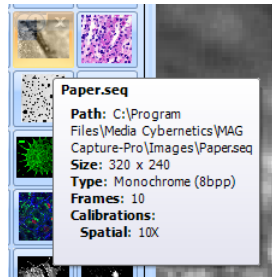 Paper.seq
Path: C:\Program
Files\Media Cybernetics\MAG
Capture-Pro\Images\Paper.seq
Size: 320 x 240
Type: Monochrome (8bpp)
Frames: 10
Calibrations:
Spatial: 10X